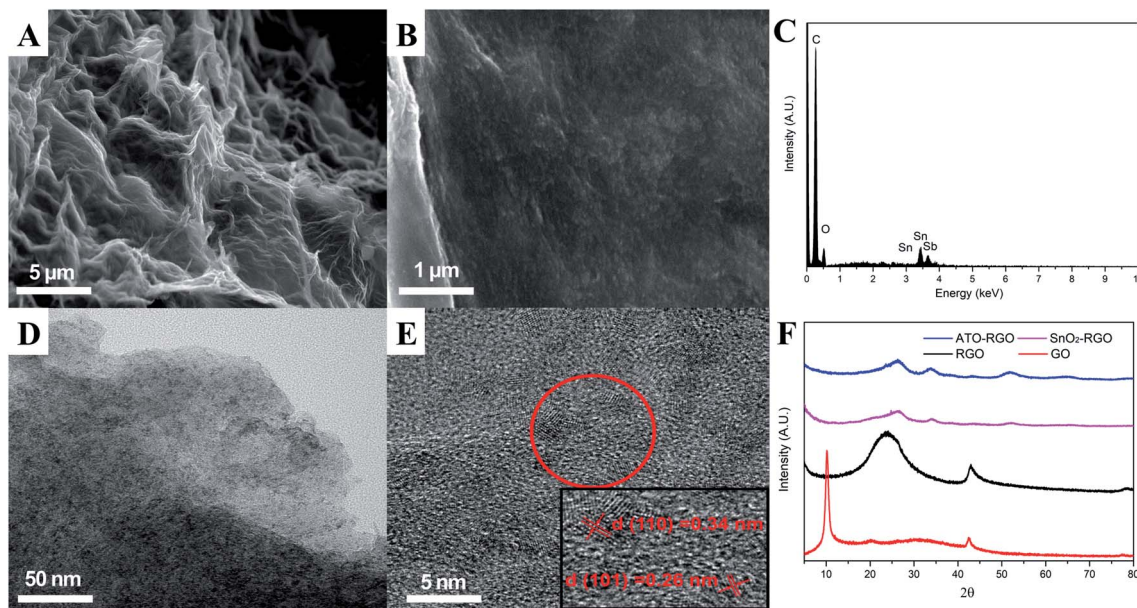 A
5 μm
B
1 μm
C
C
O
Sn
Sn
Sb
Intensity (A.U.)
0 1 2 3 4 5 6 7 8 9 10
Energy (keV)
D
50 nm
E
d (110) =0.34 nm
d (101) =0.26 nm
5 nm
F
ATO-RGO
SnO₂-RGO
RGO
GO
Intensity (A.U.)
10 20 30 40 50 60 70 80
2θ